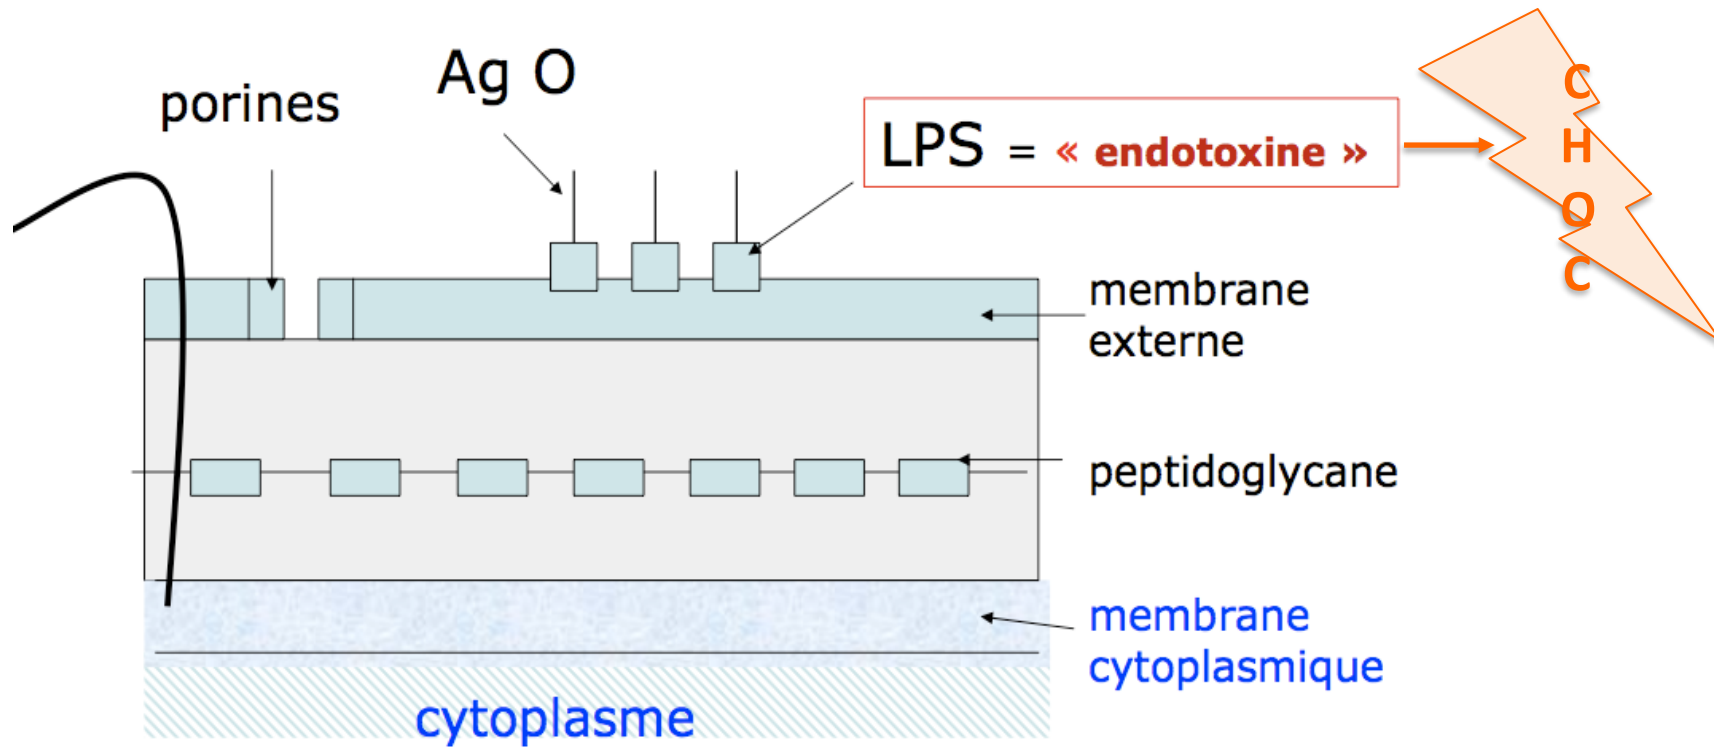 porines
Ag O
LPS = « endotoxine »
C
H
O
C
membrane
externe
peptidoglycane
membrane
cytoplasmique
cytoplasme